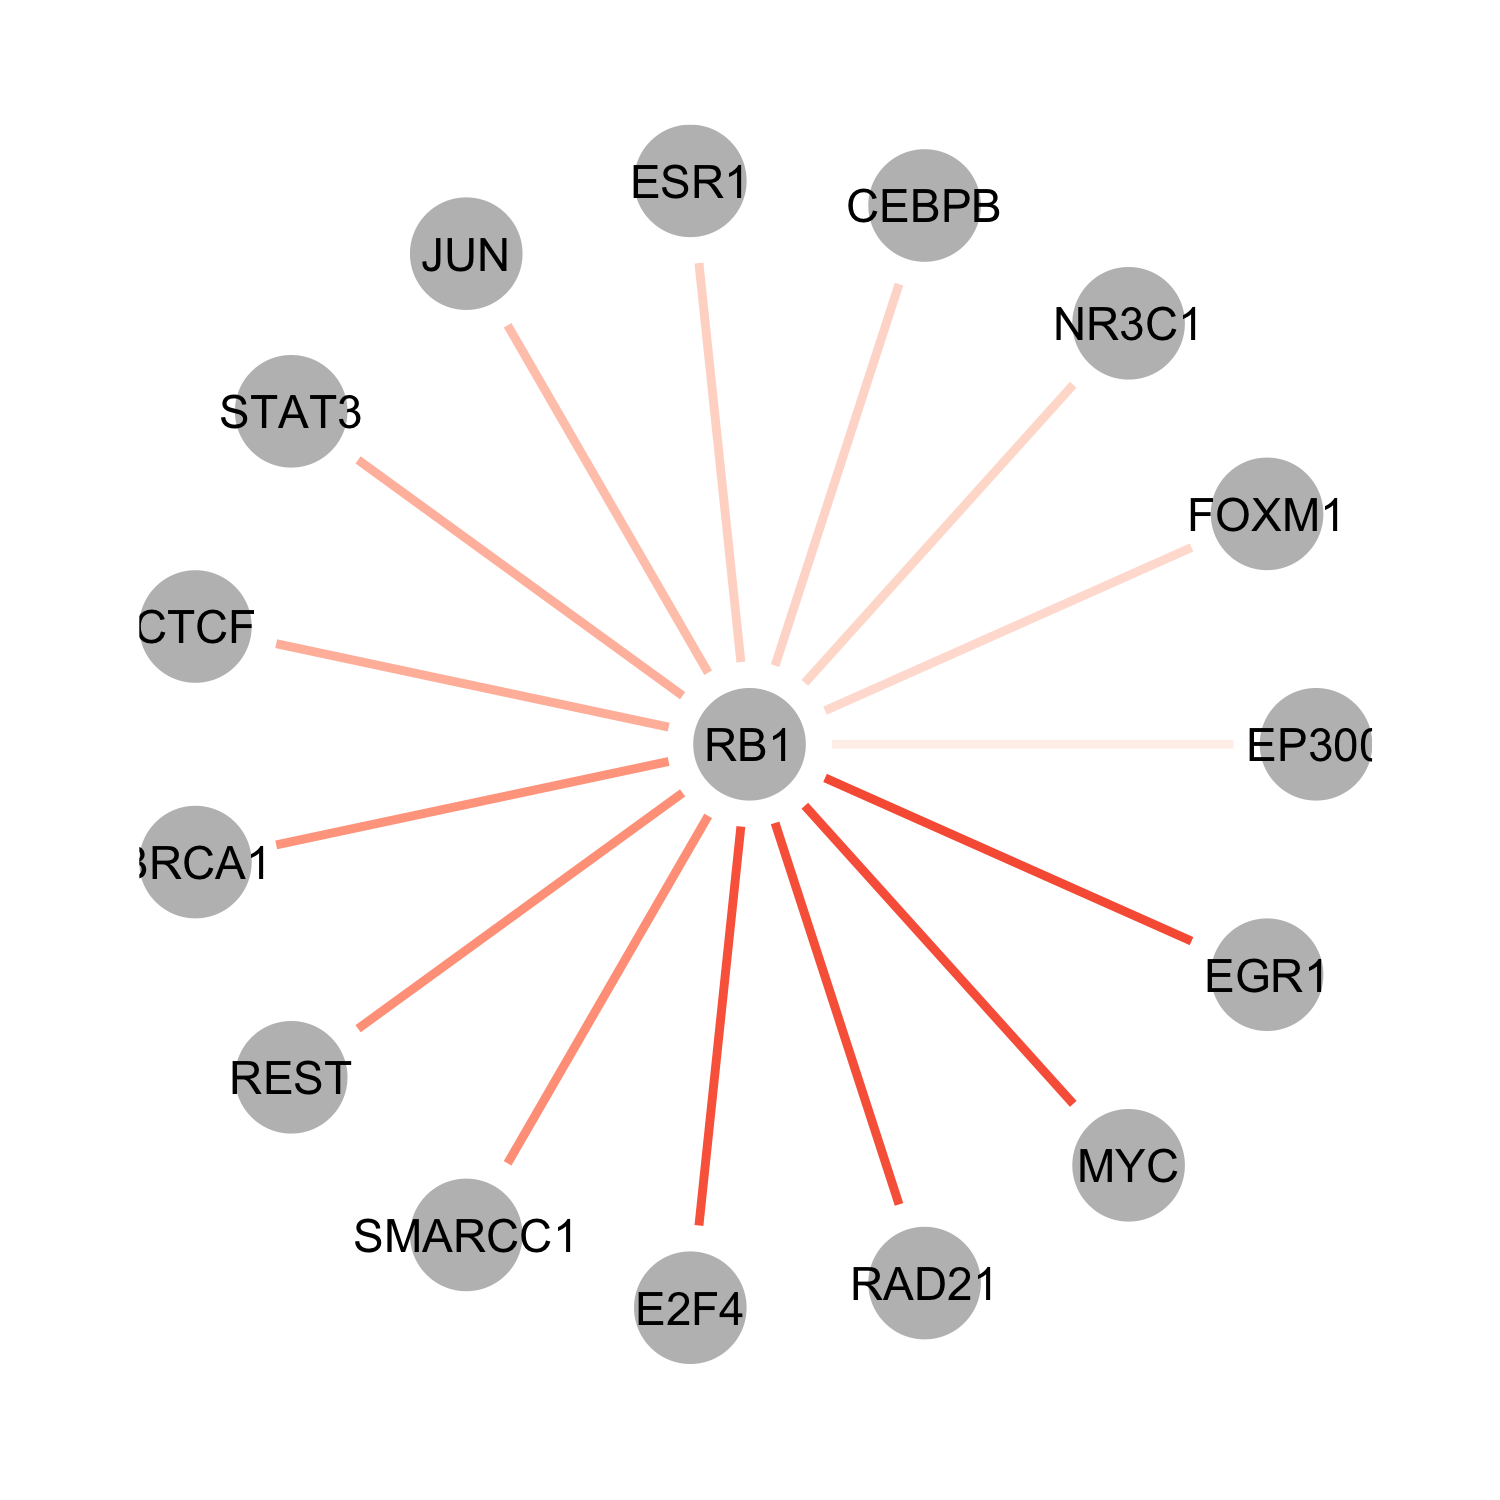 ESR1
CEBPB
JUN
NR3C1
STAT3
FOXM1
CTCF
RB1
EP300
BRCA1
EGR1
REST
MYC
SMARCC1
RAD21
E2F4